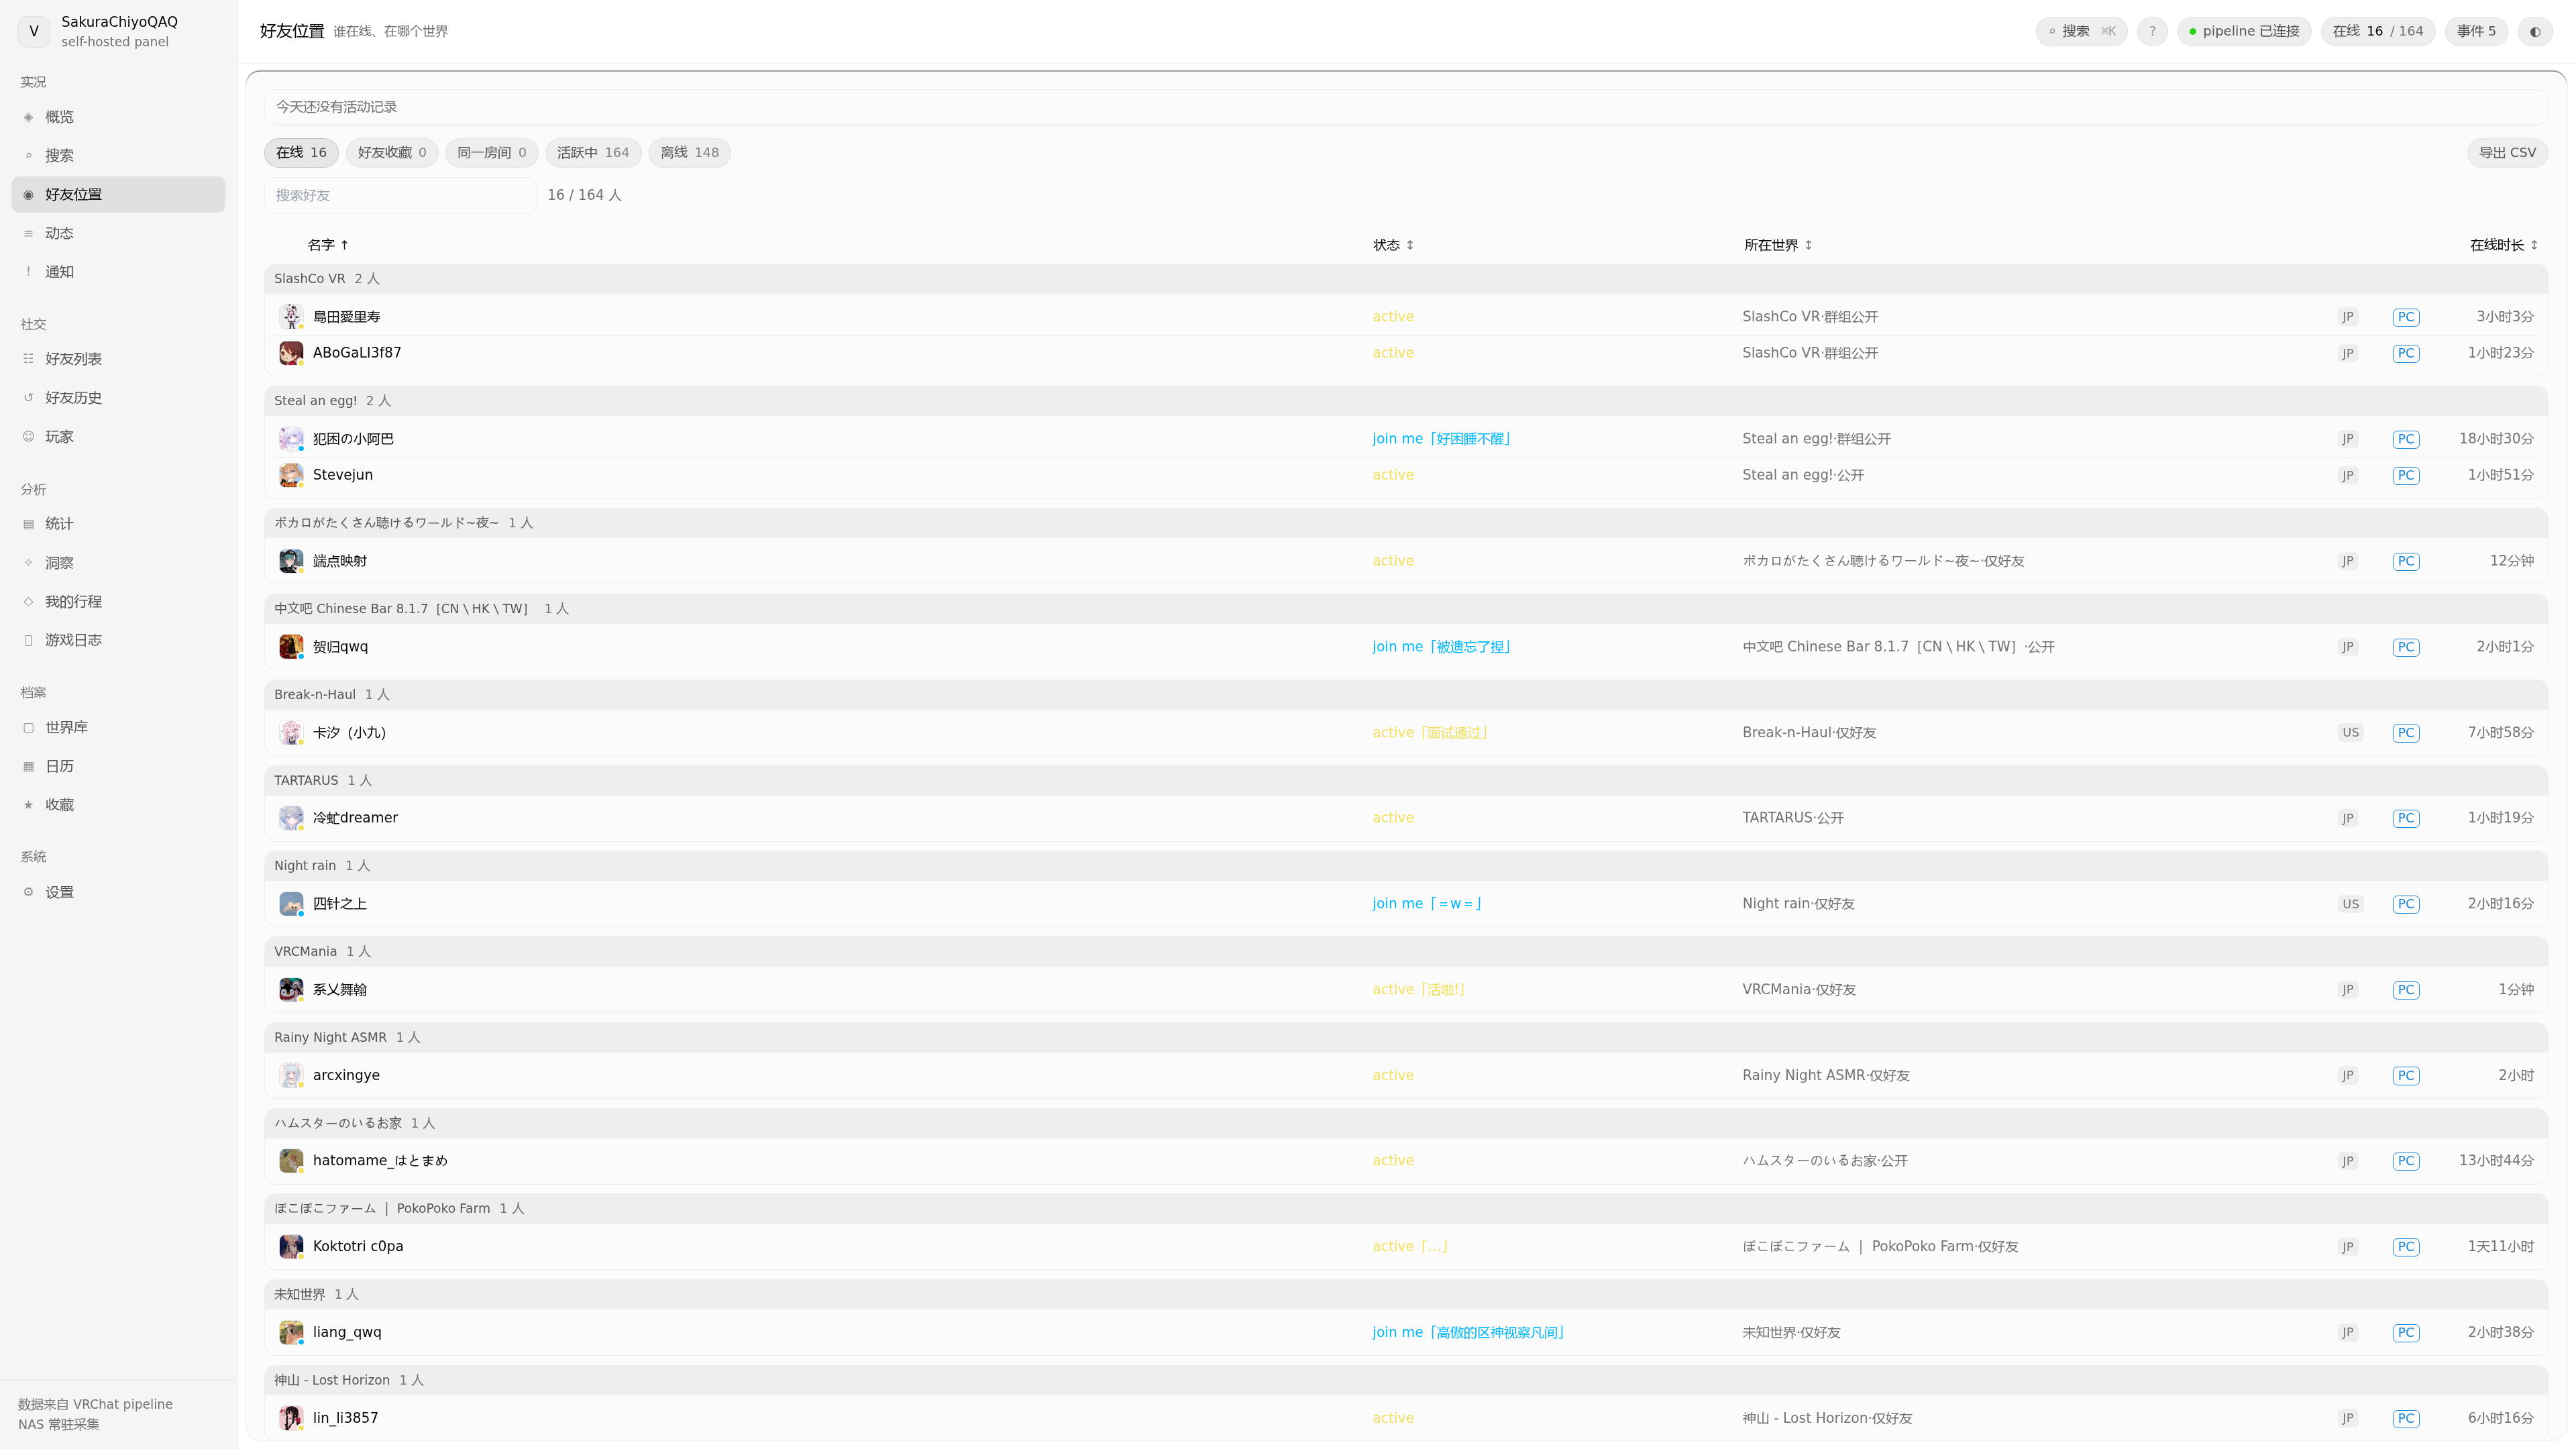 V
SakuraChiyoQAQ
self-hosted panel
实况
概览
搜索
好友位置
动态
通知
社交
好友列表
好友历史
玩家
分析
统计
洞察
我的行程
游戏日志
档案
世界库
日历
收藏
系统
设置
数据来自 VRChat pipeline
NAS 常驻采集
好友位置 谁在线、在哪个世界
搜索 ⌘K ? pipeline 已连接 在线 16 / 164 事件 5
今天还没有活动记录
在线 16 好友收藏 0 同一房间 0 活跃中 164 离线 148 导出 CSV
搜索好友 16 / 164 人
名字 ↑ 状态 ↕ 所在世界 ↕ 在线时长 ↕
SlashCo VR 2 人
島田愛里寿 active SlashCo VR·群组公开 JP PC 3小时3分
ABoGaLI3f87 active SlashCo VR·群组公开 JP PC 1小时23分
Steal an egg! 2 人
犯困の小阿巴 join me「好困睡不醒」 Steal an egg!·群组公开 JP PC 18小时30分
Stevejun active Steal an egg!·公开 JP PC 1小时51分
ボカロがたくさん聴けるワールド~夜~ 1 人
端点映射 active ボカロがたくさん聴けるワールド~夜~·仅好友 JP PC 12分钟
中文吧 Chinese Bar 8.1.7［CN \ HK \ TW］ 1 人
贺归qwq join me「被遗忘了捏」 中文吧 Chinese Bar 8.1.7［CN \ HK \ TW］·公开 JP PC 2小时1分
Break-n-Haul 1 人
卡汐（小九） active「面试通过」 Break-n-Haul·仅好友 US PC 7小时58分
TARTARUS 1 人
冷虻dreamer active TARTARUS·公开 JP PC 1小时19分
Night rain 1 人
四针之上 join me「=w=」 Night rain·仅好友 US PC 2小时16分
VRCMania 1 人
系乂舞翰 active「活啦!」 VRCMania·仅好友 JP PC 1分钟
Rainy Night ASMR 1 人
arcxingye active Rainy Night ASMR·仅好友 JP PC 2小时
ハムスターのいるお家 1 人
hatomame_はとまめ active ハムスターのいるお家·公开 JP PC 13小时44分
ぽこぽこファーム ｜ PokoPoko Farm 1 人
Koktotri c0pa active「…」 ぽこぽこファーム ｜ PokoPoko Farm·仅好友 JP PC 1天11小时
未知世界 1 人
liang_qwq join me「高傲的区神视察凡间」 未知世界·仅好友 JP PC 2小时38分
神山 - Lost Horizon 1 人
lin_li3857 active 神山 - Lost Horizon·仅好友 JP PC 6小时16分